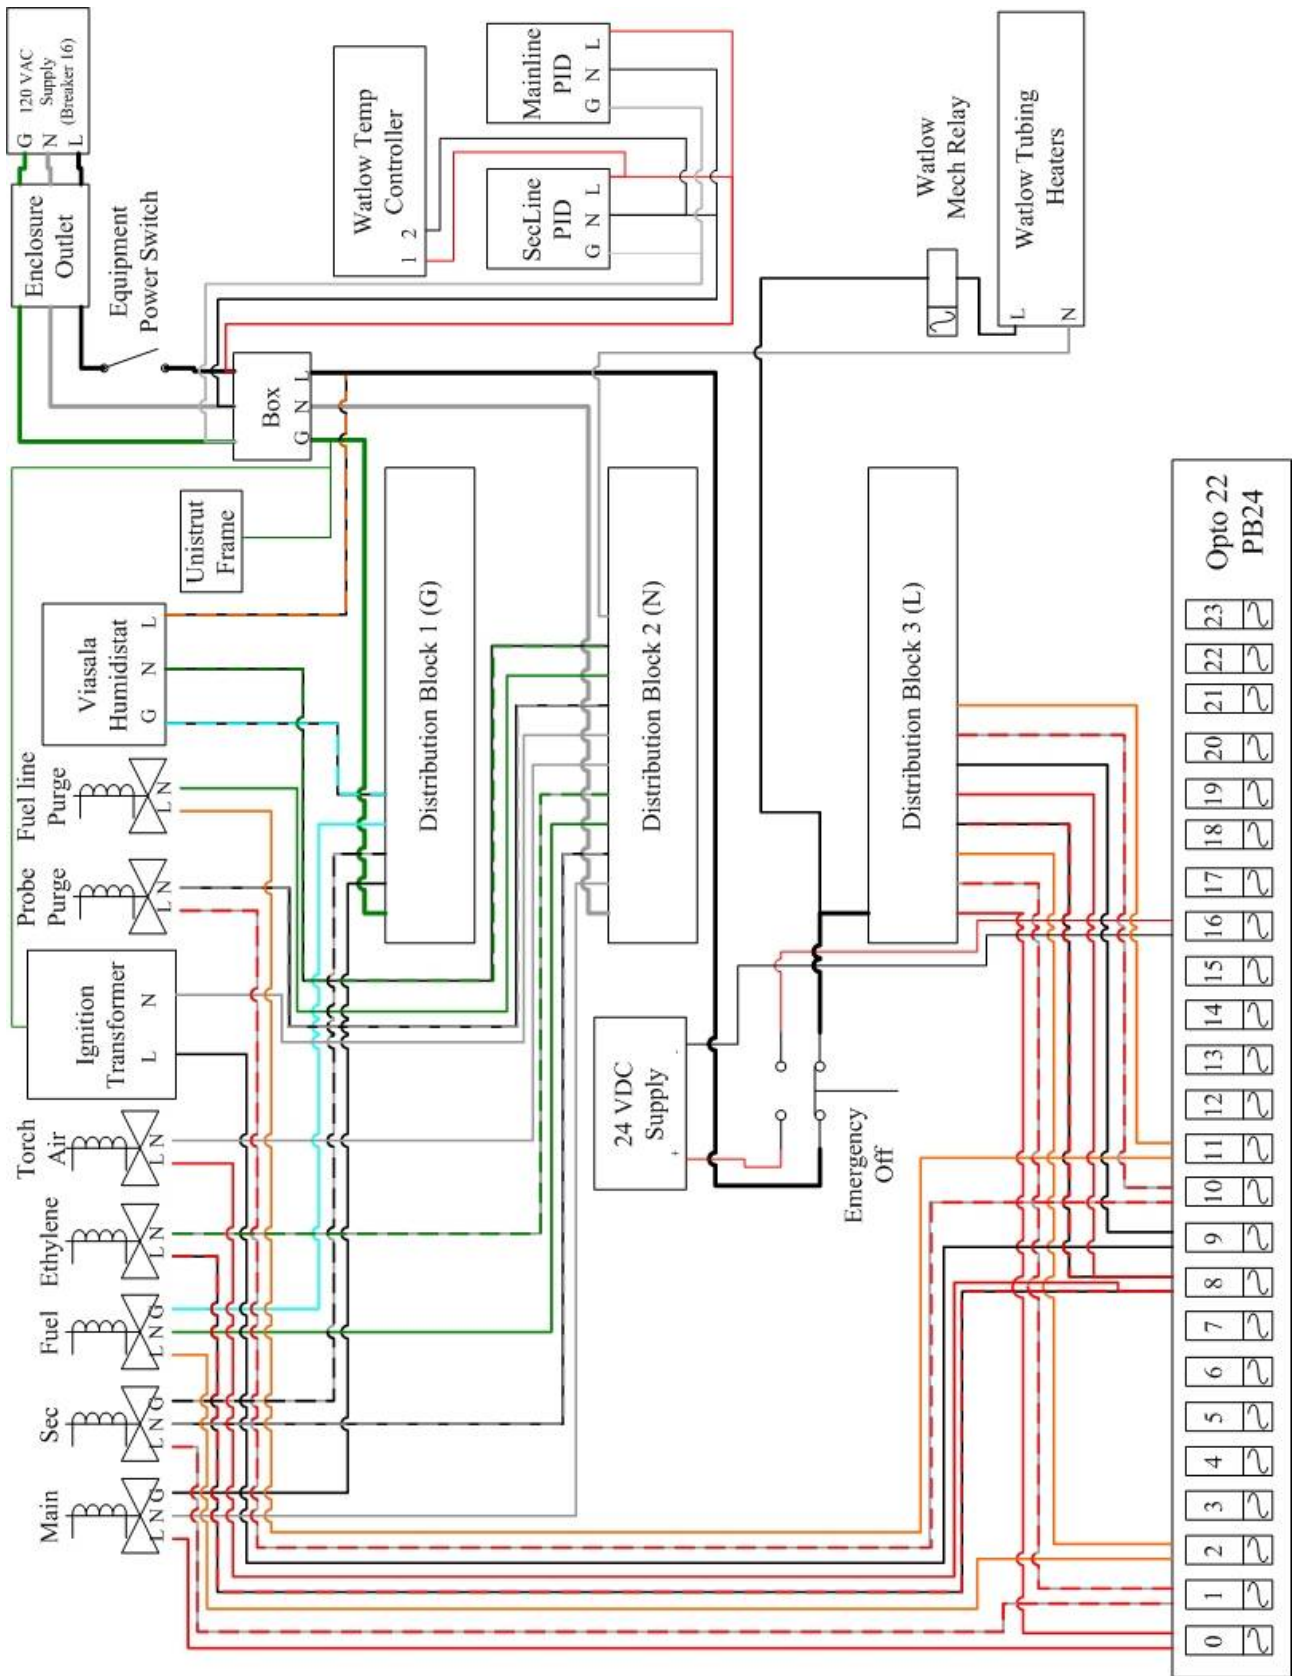 G 120 VAC
N Supply
L (Breaker 16)
Enclosure
Outlet
Equipment
Power Switch
Box
G N L
Watlow Temp
Controller
1 2
Mainline
PID
G N L
SecLine
PID
G N L
Watlow
Mech Relay
Watlow Tubing
Heaters
L
N
Unistrut
Frame
Viasala
Humidistat
G N L
Fuel line
Purge
L N
Probe
Purge
L N
Ignition
Transformer
L N
Torch
Air
L N
Ethylene
L N
Fuel
L N G
Sec
L N G
Main
L N G
Distribution Block 1 (G)
Distribution Block 2 (N)
Distribution Block 3 (L)
24 VDC
Supply
+ -
Emergency
Off
Opto 22
PB24
0 1 2 3 4 5 6 7 8 9 10 11 12 13 14 15 16 17 18 19 20 21 22 23